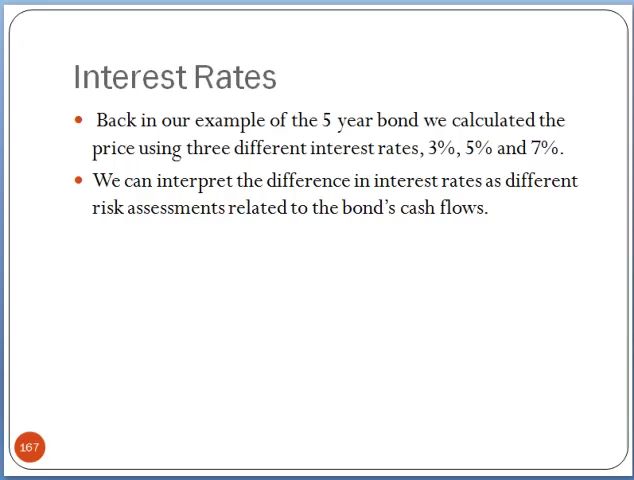 Interest Rates
Back in our example of the 5 year bond we calculated the
price using three different interest rates, 3%, 5% and 7%.
We can interpret the difference in interest rates as different
risk assessments related to the bond's cash flows.
167